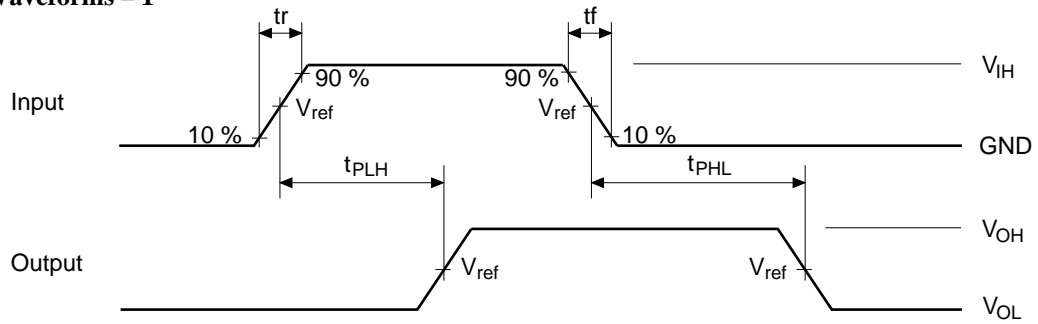 Waveforms – 1
tr
tf
90 %
90 %
V_IH
Input
V_ref
V_ref
10 %
10 %
GND
t_PLH
t_PHL
V_OH
Output
V_ref
V_ref
V_OL